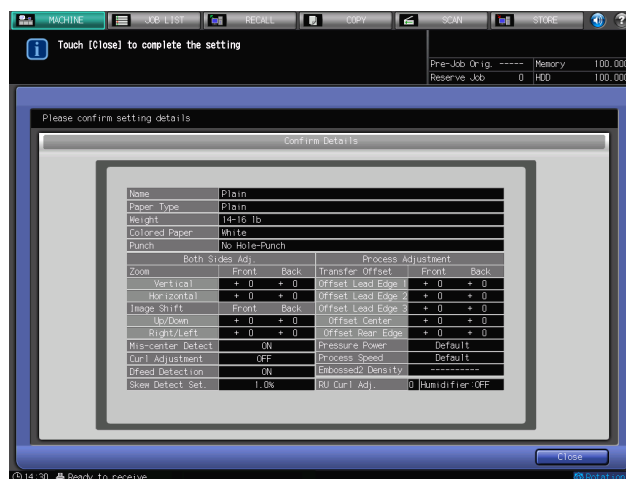 MACHINE JOB LIST RECALL COPY SCAN STORE
Touch [Close] to complete the setting
Pre-Job Orig. ----- Memory 100.000
Reserve Job 0 HDD 100.000
Please confirm setting details
Confirm Details
Name Plain
Paper Type Plain
Weight 14-16 lb
Colored Paper White
Punch No Hole-Punch
Both Sides Adj. Process Adjustment
Zoom Front Back Transfer Offset Front Back
Vertical + 0 + 0 Offset Lead Edge 1 + 0 + 0
Horizontal + 0 + 0 Offset Lead Edge 2 + 0 + 0
Image Shift Front Back Offset Lead Edge 3 + 0 + 0
Up/Down + 0 + 0 Offset Center + 0 + 0
Right/Left + 0 + 0 Offset Rear Edge + 0 + 0
Mis-center Detect ON Pressure Power Default
Curl Adjustment OFF Process Speed Default
Dfeed Detection ON Embossed2 Density ----------
Skew Detect Set. 1.0% RU Curl Adj. 0 Humidifier:OFF
Close
14:30 Ready to receive Rotation